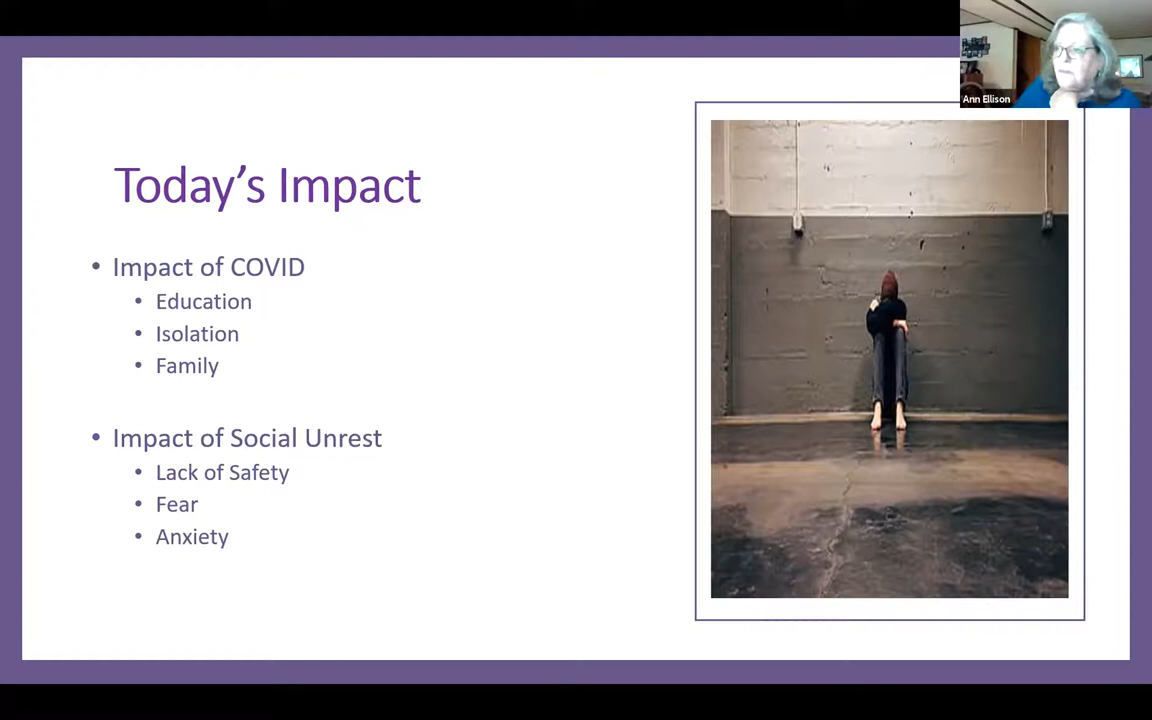 Ann Ellison
Today's Impact
• Impact of COVID
• Education
• Isolation
• Family
• Impact of Social Unrest
• Lack of Safety
• Fear
• Anxiety